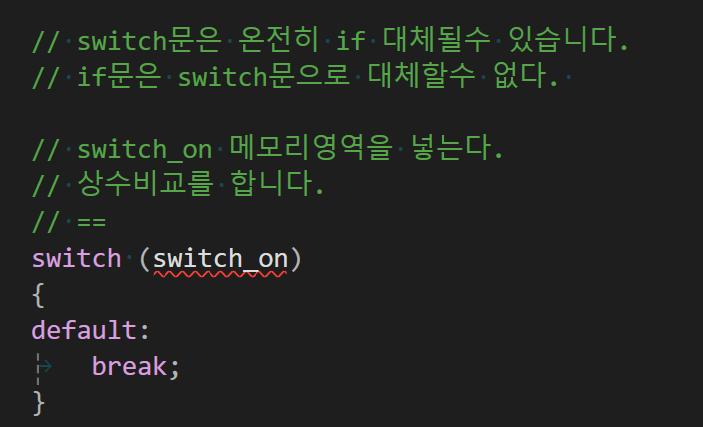 // switch문은 온전히 if 대체될수 있습니다.
// if문은 switch문으로 대체할수 없다.
// switch_on 메모리영역을 넣는다.
// 상수비교를 합니다.
// ==
switch (switch_on)
{
default:
    break;
}